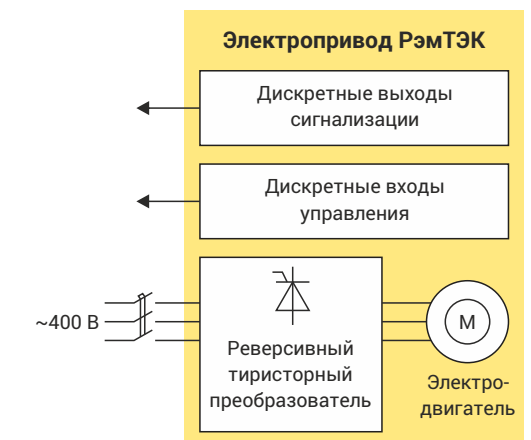 Электропривод РэмТЭК
Дискретные выходы
сигнализации
Дискретные входы
управления
~400 В
М
Реверсивный
тиристорный
преобразователь
Электро-
двигатель